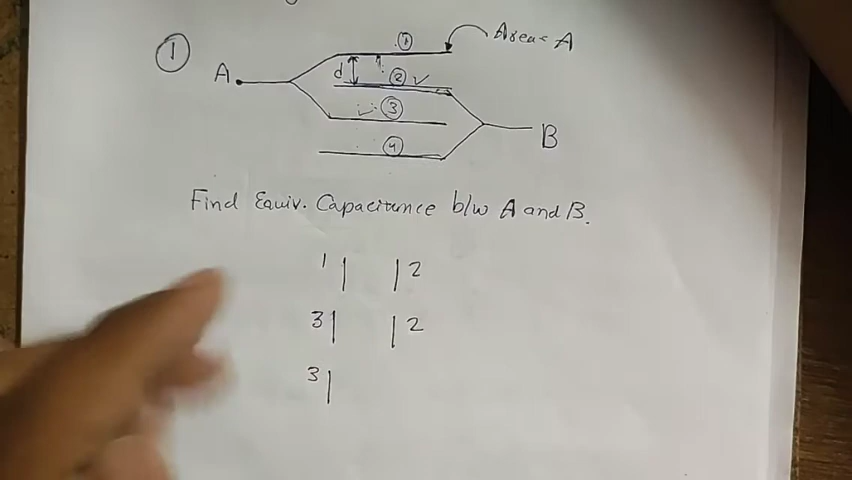 1
1 Area = A
A d 2 ✓
✓ 3
B
4
Find Equiv. Capacitance b/w A and B.
1 | | 2
3 | | 2
3 |